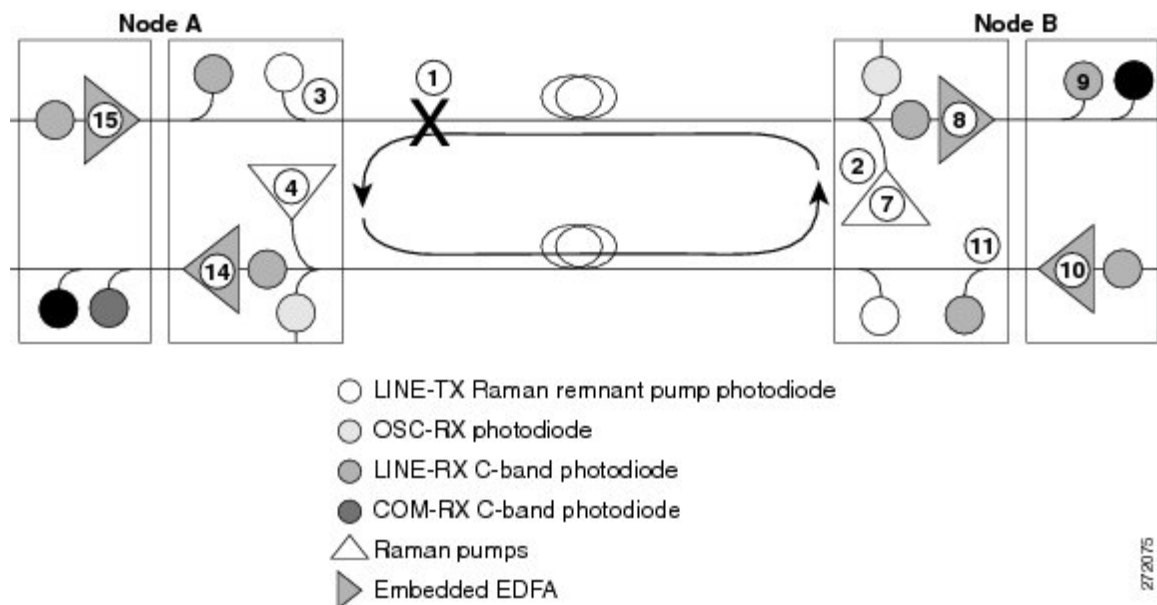 Node A
Node B
1
3
15
9
8
2
4
7
11
14
10
LINE-TX Raman remnant pump photodiode
OSC-RX photodiode
LINE-RX C-band photodiode
COM-RX C-band photodiode
Raman pumps
Embedded EDFA
272075